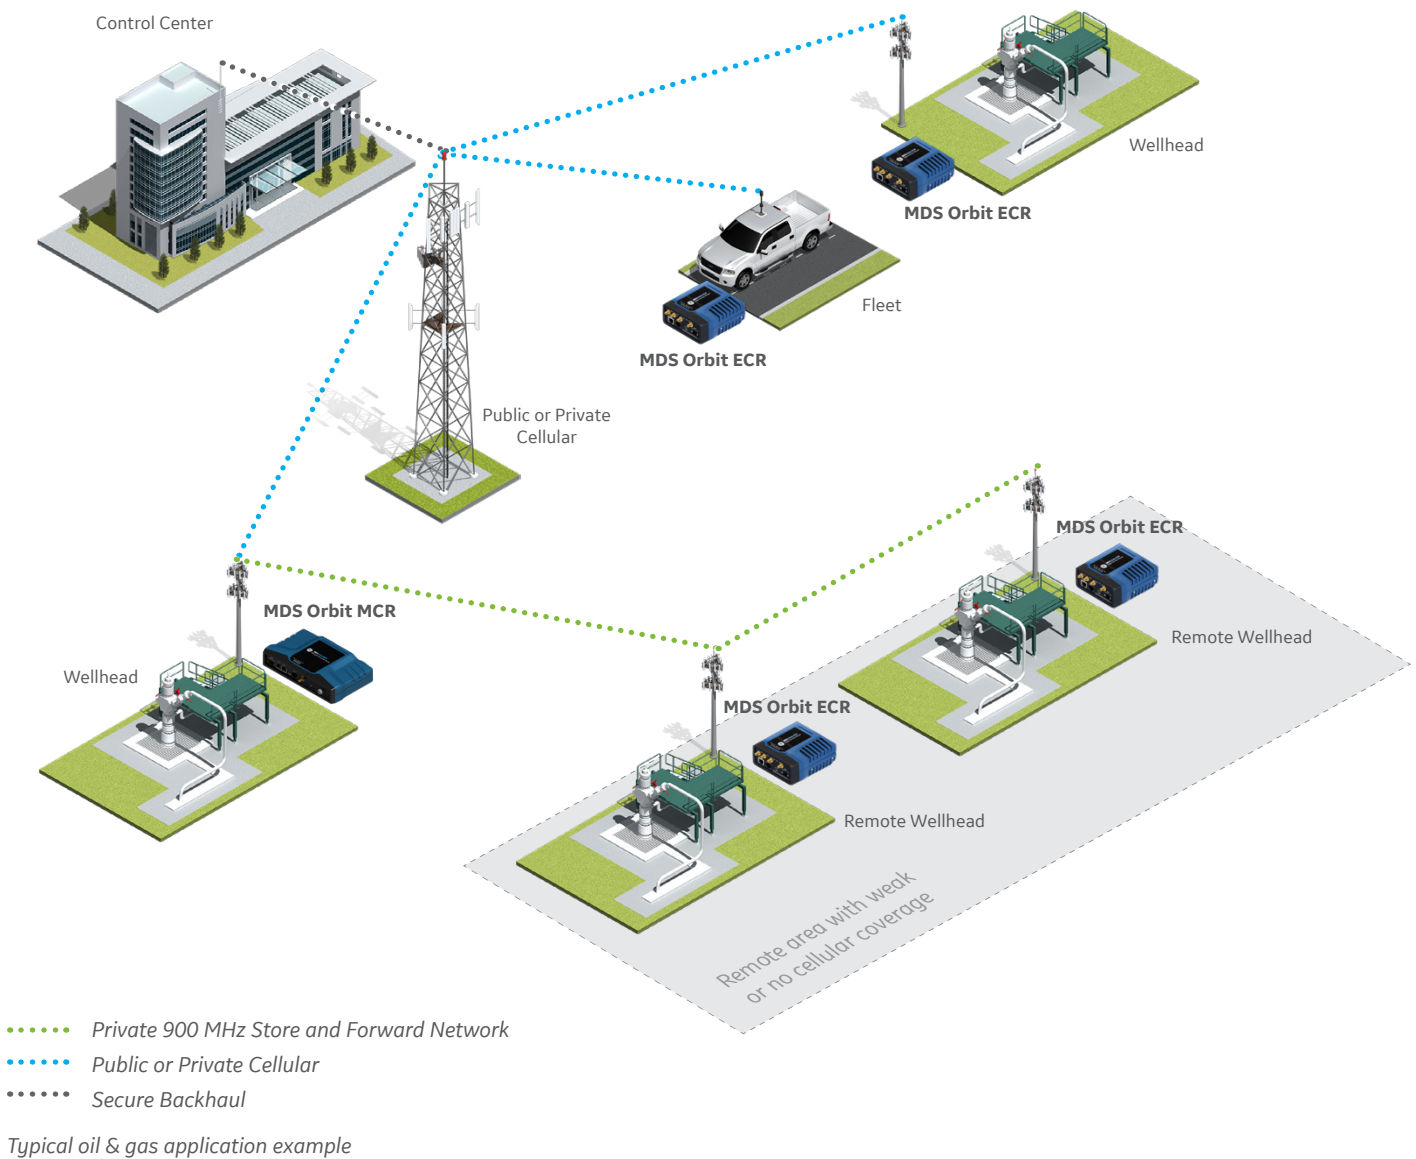 Control Center
Wellhead
MDS Orbit ECR
Fleet
MDS Orbit ECR
Public or Private
Cellular
MDS Orbit ECR
Remote Wellhead
MDS Orbit MCR
Wellhead
MDS Orbit ECR
Remote Wellhead
Remote area with weak
or no cellular coverage
Private 900 MHz Store and Forward Network
Public or Private Cellular
Secure Backhaul
Typical oil & gas application example